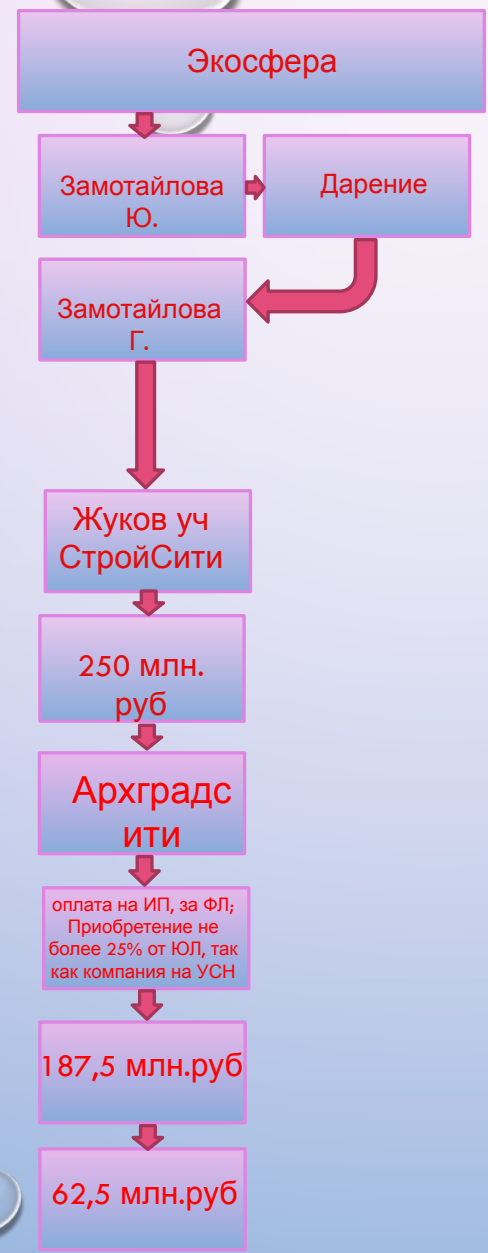 Экосфера
Замотайлова
Ю.
Дарение
Замотайлова
Г.
Жуков уч
СтройСити
250 млн.
руб
Архградс
ити
оплата на ИП, за ФЛ;
Приобретение не
более 25% от ЮЛ, так
как компания на УСН
187,5 млн.руб
62,5 млн.руб